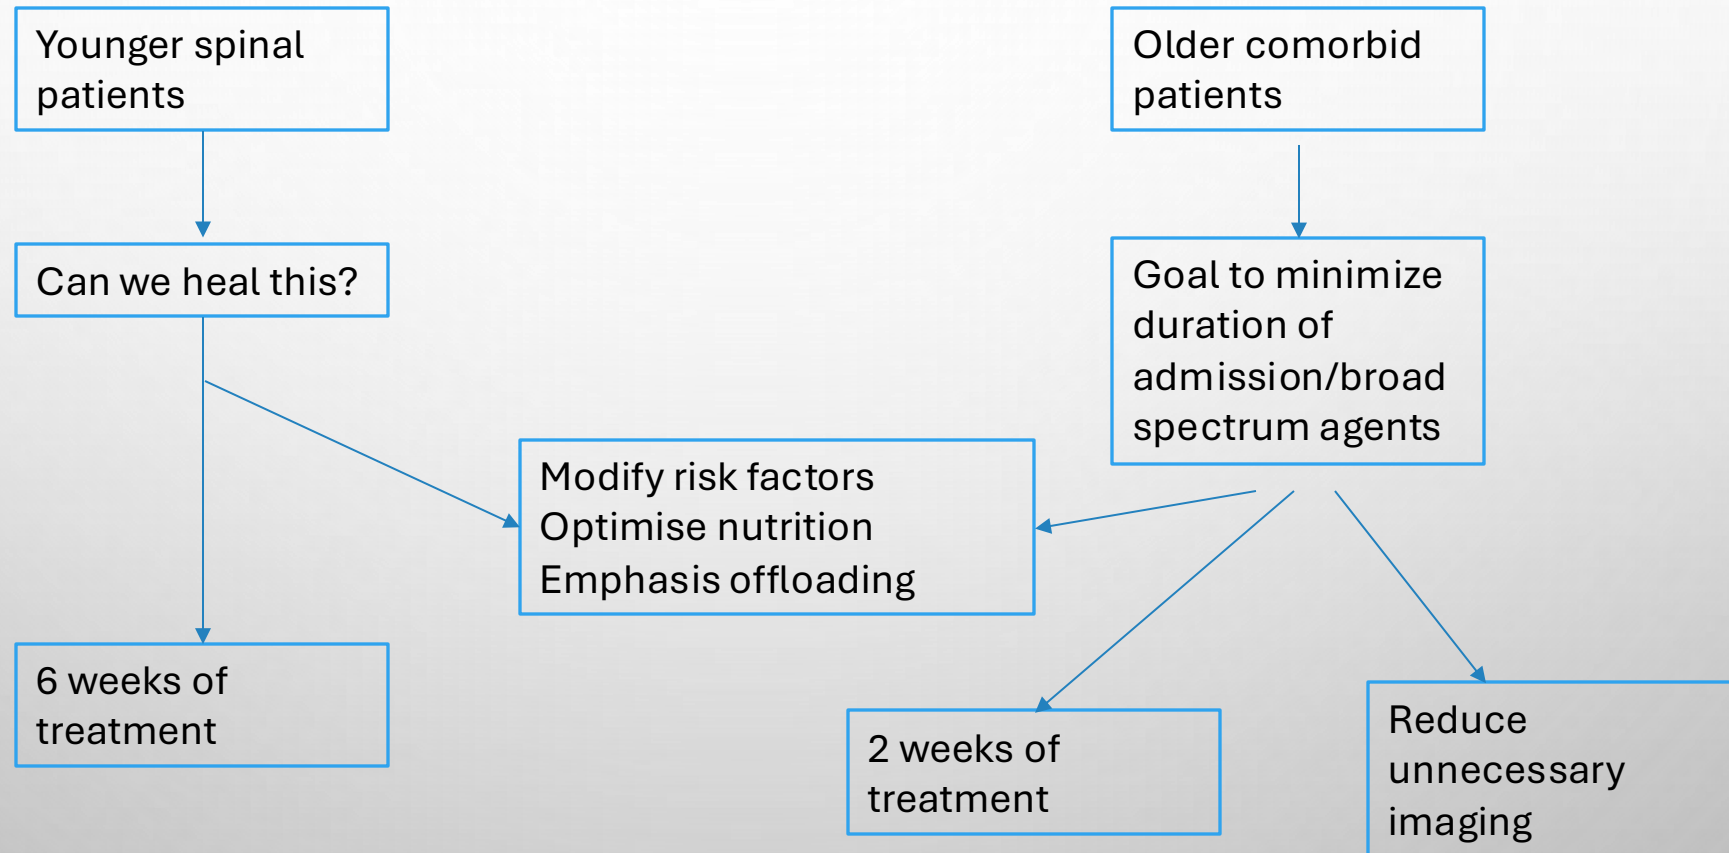 Younger spinal
patients
Older comorbid
patients
Can we heal this?
Goal to minimize
duration of
admission/broad
spectrum agents
Modify risk factors
Optimise nutrition
Emphasis offloading
6 weeks of
treatment
2 weeks of
treatment
Reduce
unnecessary
imaging